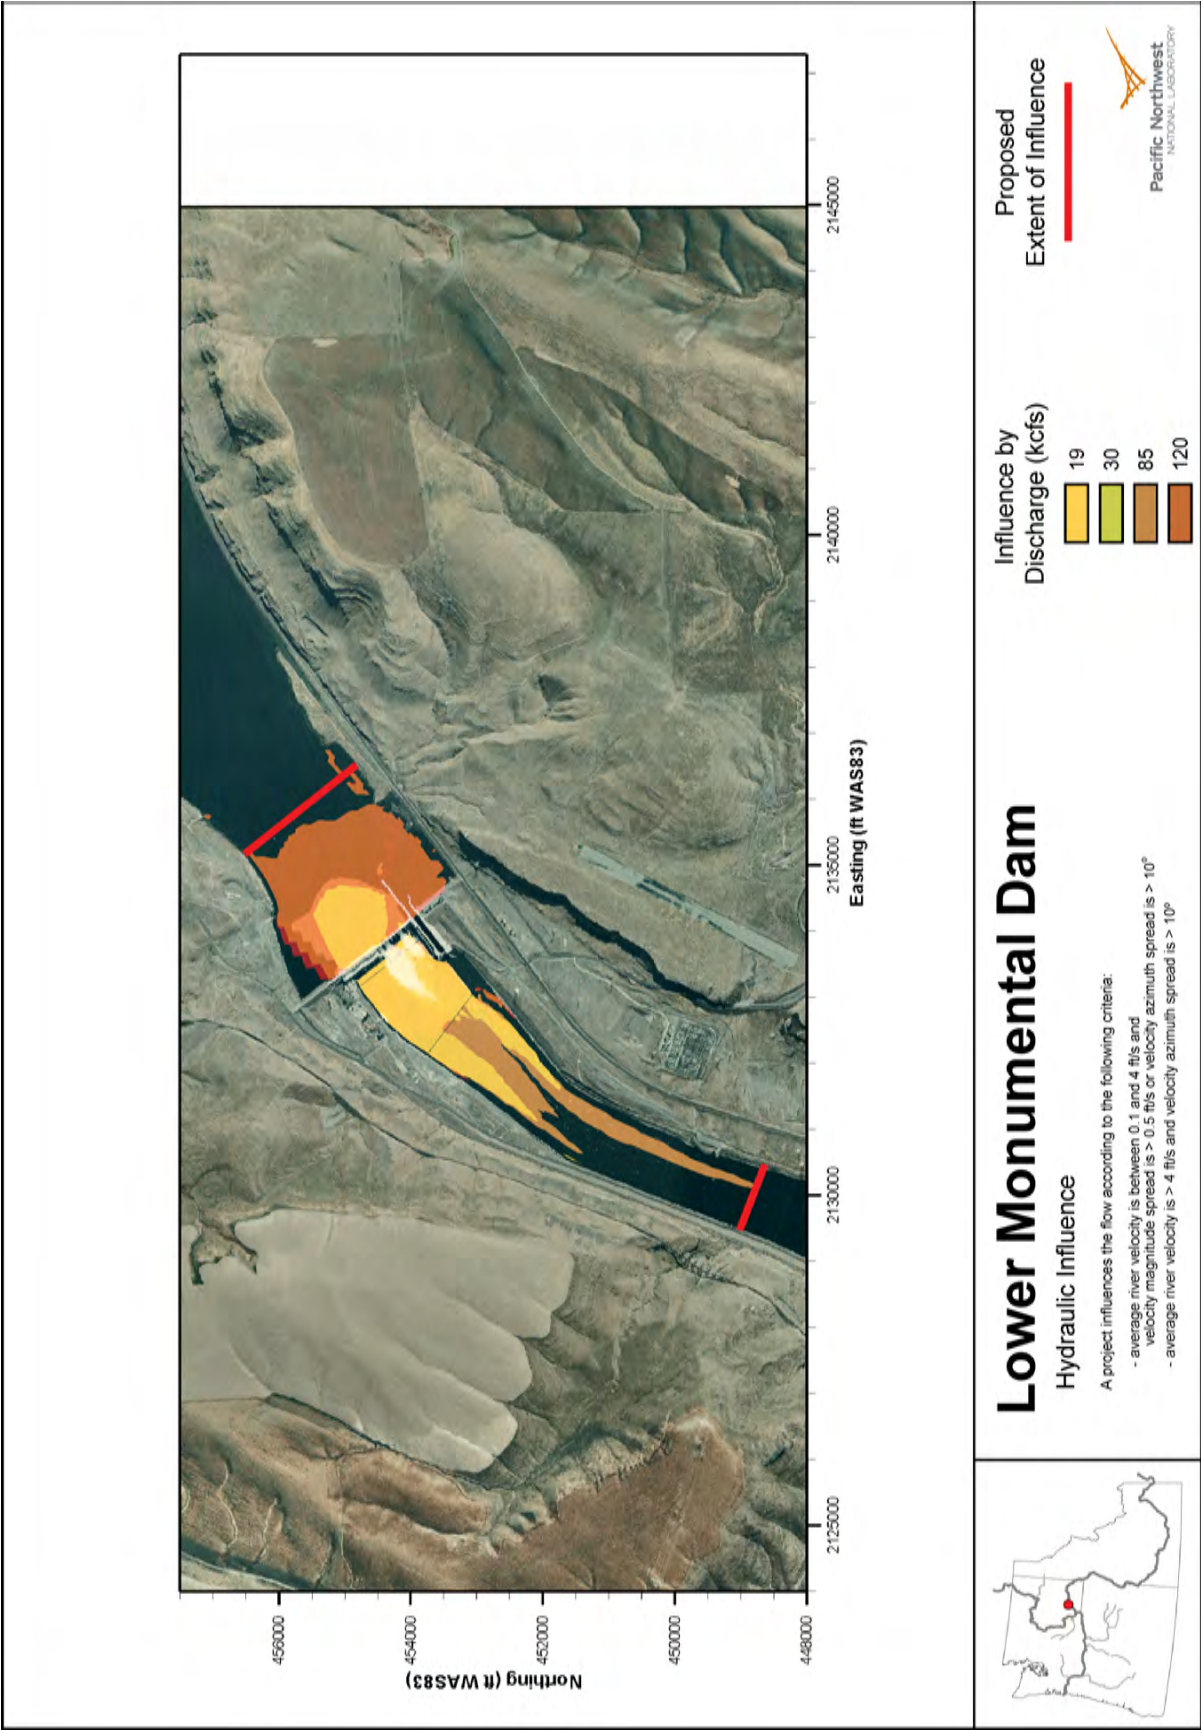 456000
454000
452000
450000
448000
Northing (ft WAS83)
2125000
2130000
2135000
2140000
2145000
Easting (ft WAS83)
Lower Monumental Dam
Hydraulic Influence
A project influences the flow according to the following criteria:
- average river velocity is between 0.1 and 4 ft/s and
velocity magnitude spread is > 0.5 ft/s or velocity azimuth spread is > 10°
- average river velocity is > 4 ft/s and velocity azimuth spread is > 10°
Influence by
Discharge (kcfs)
19
30
85
120
Proposed
Extent of Influence
Pacific Northwest
NATIONAL LABORATORY